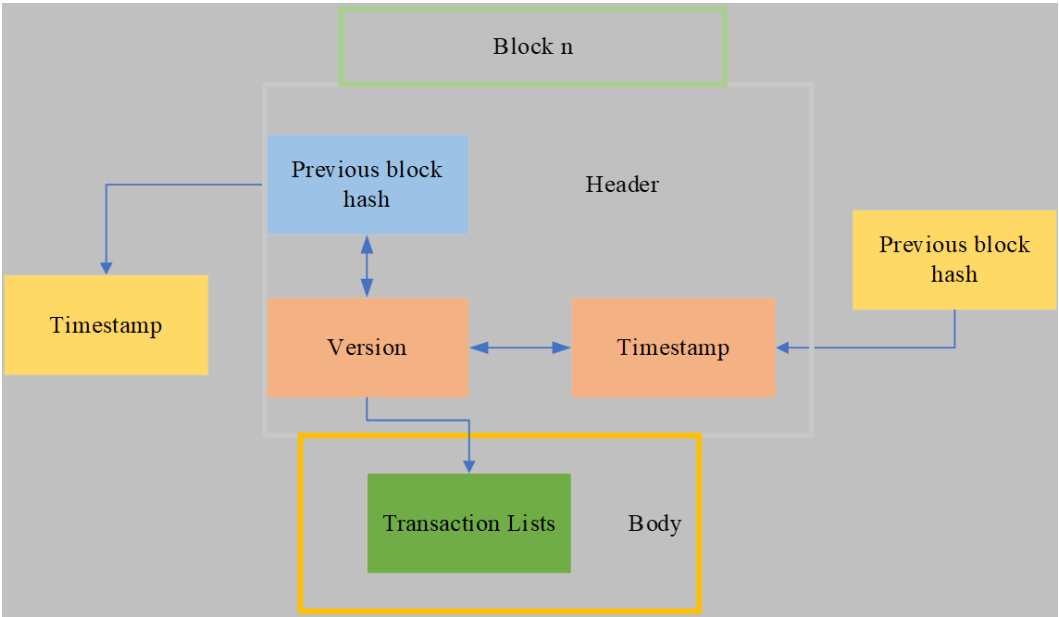 Block n
Previous block
hash
Header
Previous block
hash
Timestamp
Version
Timestamp
Transaction Lists
Body